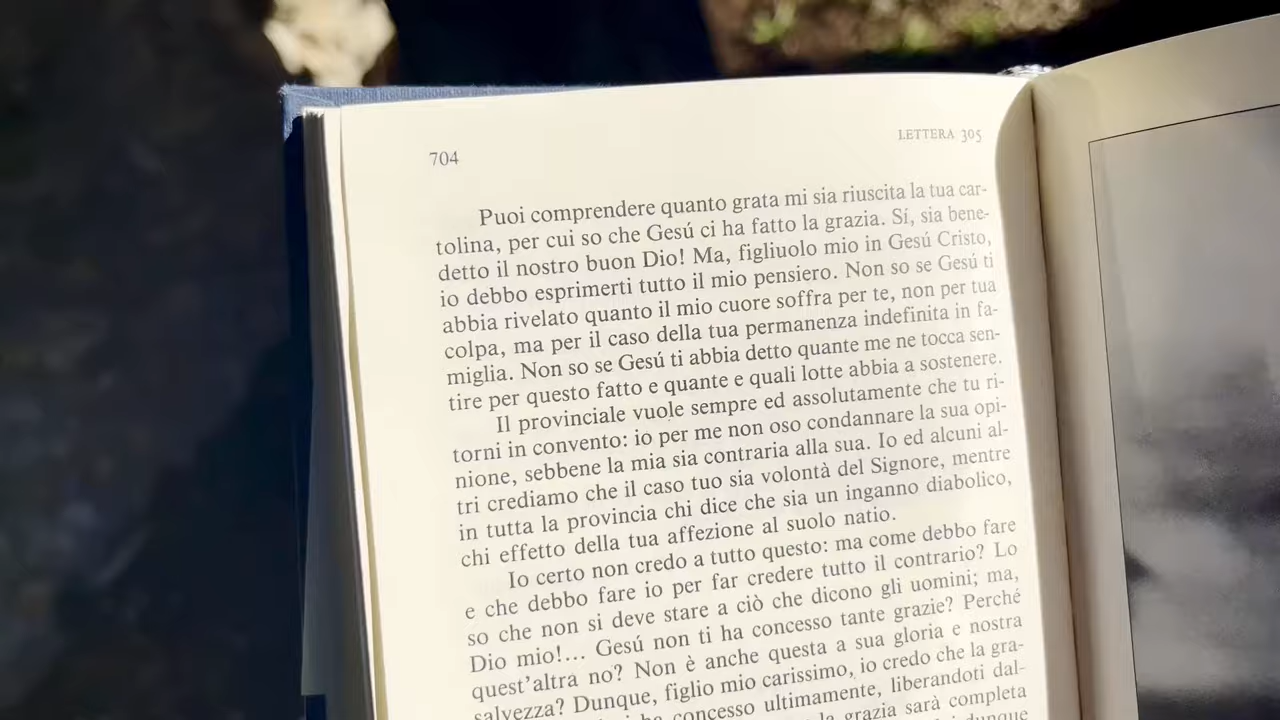 704
LETTERA 305
Puoi comprendere quanto grata mi sia riuscita la tua car-
tolina, per cui so che Gesú ci ha fatto la grazia. Sí, sia bene-
detto il nostro buon Dio! Ma, figliuolo mio in Gesú Cristo,
io debbo esprimerti tutto il mio pensiero. Non so se Gesú ti
abbia rivelato quanto il mio cuore soffra per te, non per tua
colpa, ma per il caso della tua permanenza indefinita in fa-
miglia. Non so se Gesú ti abbia detto quante me ne tocca sen-
tire per questo fatto e quante e quali lotte abbia a sostenere.
Il provinciale vuole sempre ed assolutamente che tu ri-
torni in convento: io per me non oso condannare la sua opi-
nione, sebbene la mia sia contraria alla sua. Io ed alcuni al-
tri crediamo che il caso tuo sia volontà del Signore, mentre
in tutta la provincia chi dice che sia un inganno diabolico,
chi effetto della tua affezione al suolo natio.
Io certo non credo a tutto questo: ma come debbo fare
e che debbo fare io per far credere tutto il contrario? Lo
so che non si deve stare a ciò che dicono gli uomini; ma,
Dio mio!... Gesú non ti ha concesso tante grazie? Perché
quest'altra no? Non è anche questa a sua gloria e nostra
salvezza? Dunque, figlio mio carissimo, io credo che la gra-
ha concesso ultimamente, liberandoti dal-
la grazia sarà completa
dunque